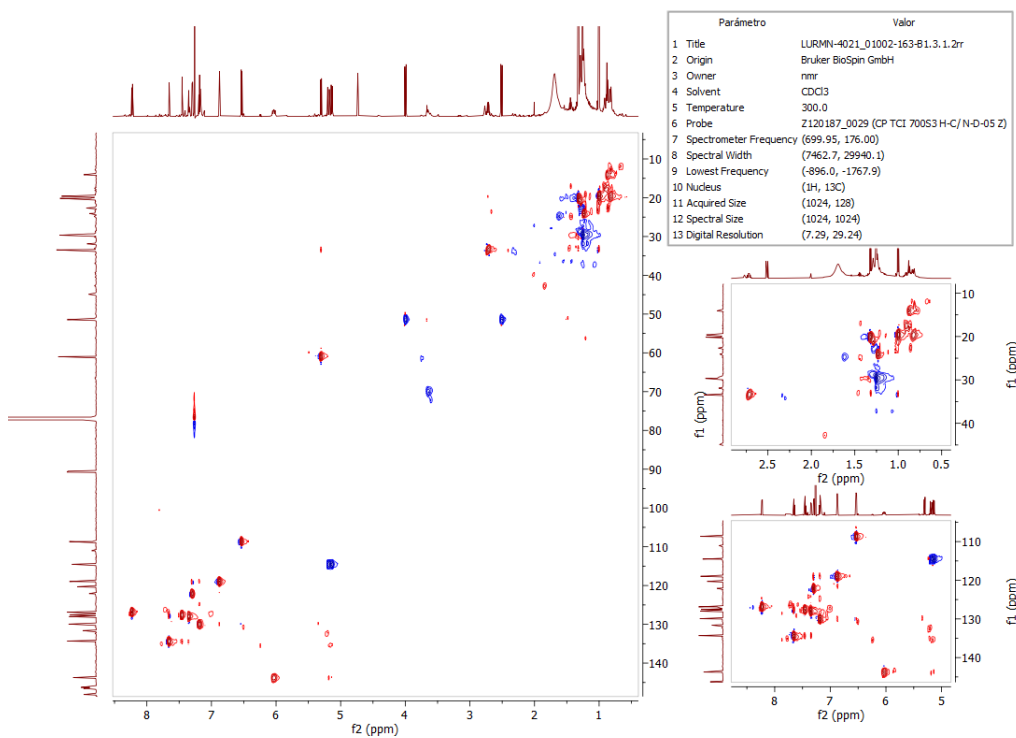 Parámetro Valor
1 Title LURMN-4021_01002-163-B1.3.1.2rr
2 Origin Bruker BioSpin GmbH
3 Owner nmr
4 Solvent CDCl3
5 Temperature 300.0
6 Probe Z120187_0029 (CP TCI 700S3 H-C/ N-D-05 Z)
7 Spectrometer Frequency (699.95, 176.00)
8 Spectral Width (7462.7, 29940.1)
9 Lowest Frequency (-896.0, -1767.9)
10 Nucleus (1H, 13C)
11 Acquired Size (1024, 128)
12 Spectral Size (1024, 1024)
13 Digital Resolution (7.29, 29.24)
10
20
30
40
50
60
70
80
90
100
110
120
130
140
f1 (ppm)
8 7 6 5 4 3 2 1
f2 (ppm)
10
20
30
40
f1 (ppm)
2.5 2.0 1.5 1.0 0.5
f2 (ppm)
110
120
130
140
f1 (ppm)
8 7 6 5
f2 (ppm)